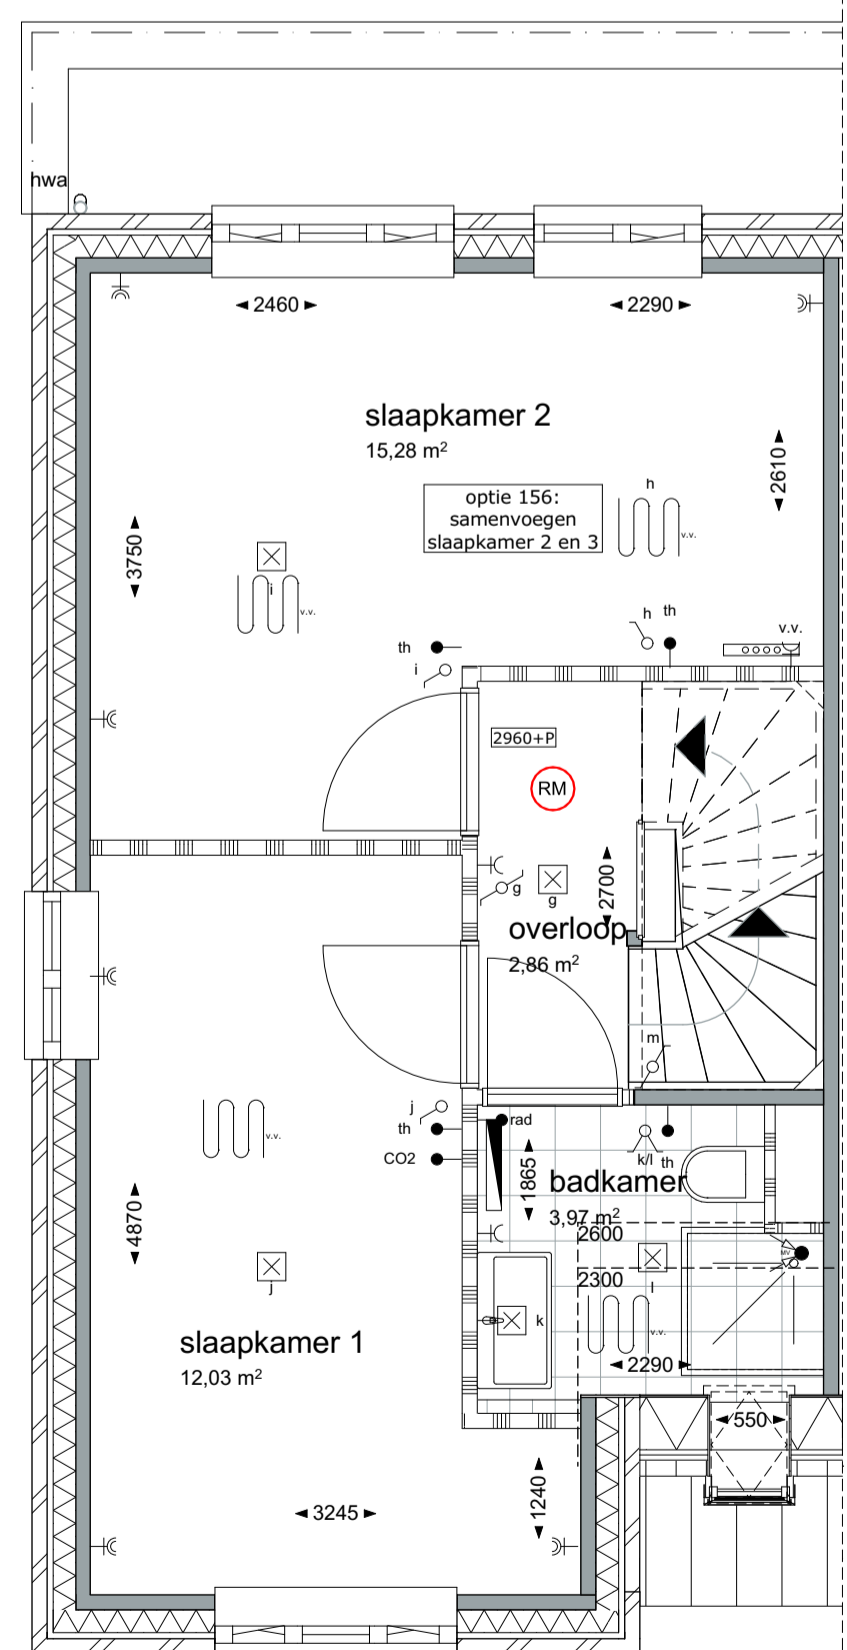 hwa
2460
2290
slaapkamer 2
15,28 m²
2610
optie 156:
samenvoegen
slaapkamer 2 en 3
h
v.v.
3750
i
v.v.
h
th
v.v.
th
i
2960+P
RM
g
g
2700
overloop
2,86 m²
m
j
th
CO2
rad
k/l
th
1865
badkamer
3,97 m²
2600
MV
2300
l
v.v.
4870
j
k
v.v.
slaapkamer 1
12,03 m²
2290
550
1240
3245